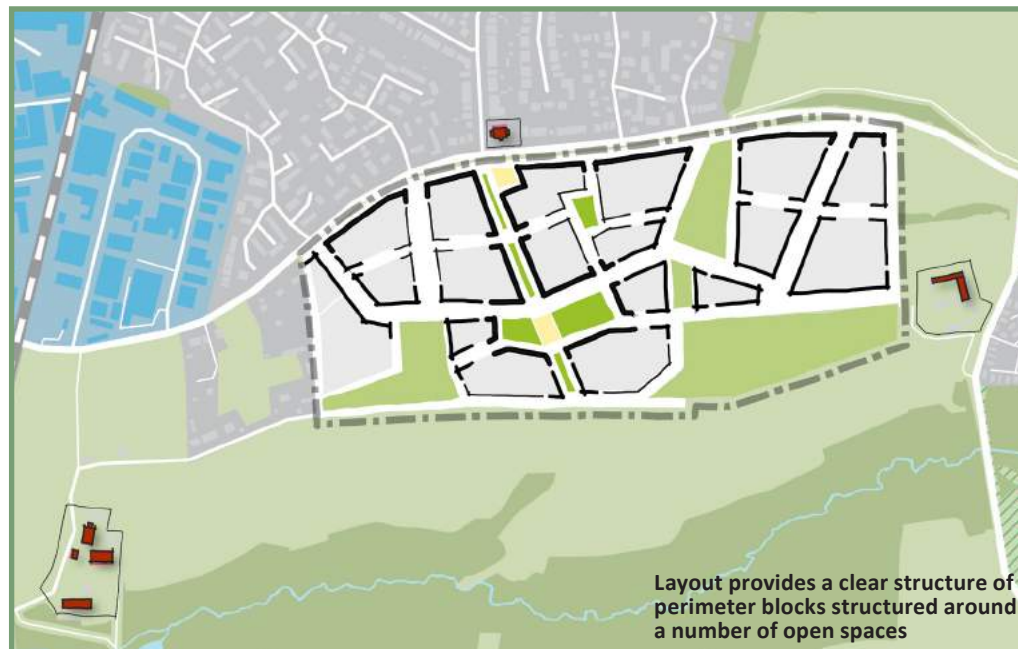 Layout provides a clear structure of
perimeter blocks structured around
a number of open spaces